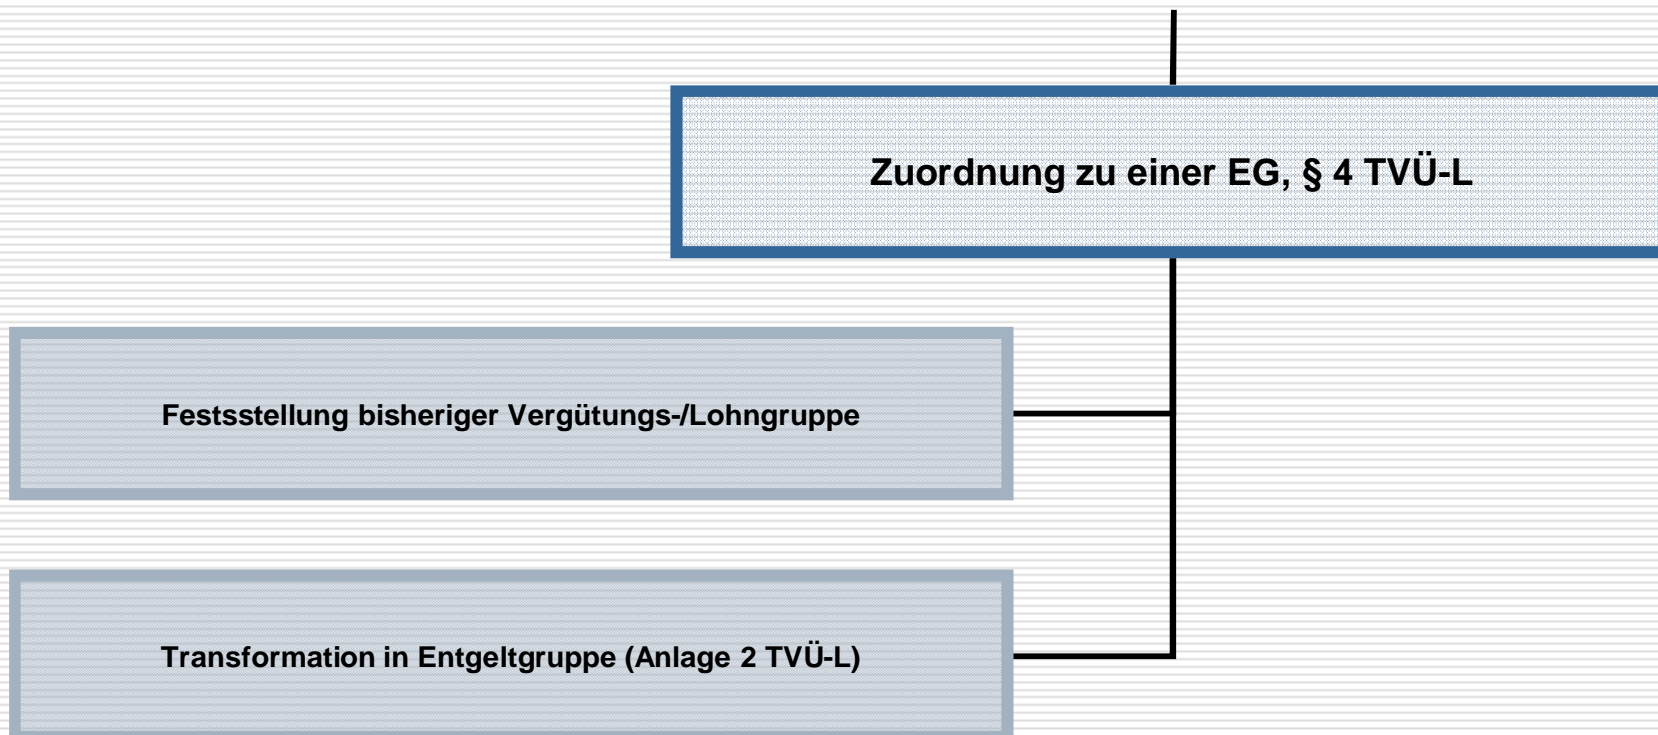 Zuordnung zu einer EG, § 4 TVÜ-L
Festsstellung bisheriger Vergütungs-/Lohngruppe
Transformation in Entgeltgruppe (Anlage 2 TVÜ-L)